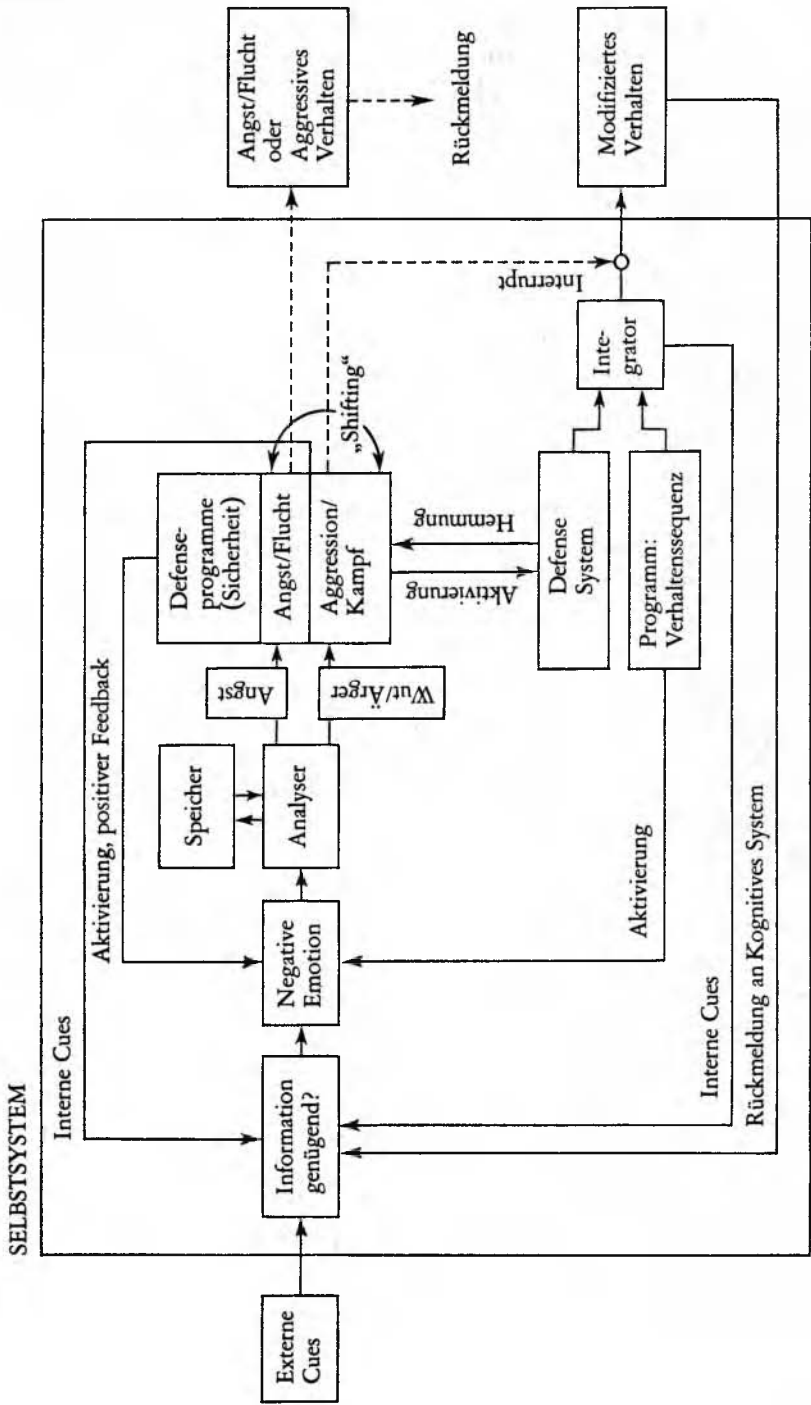 SELBSTSYSTEM
Interne Cues
Aktivierung, positiver Feedback
Externe
Cues
Information
genügend?
Negative
Emotion
Speicher
Analyser
Angst
Wut/Ärger
Defense-
programme
(Sicherheit)
Angst/Flucht
Aggression/
Kampf
„Shifting“
Aktivierung
Hemmung
Defense
System
Programm:
Verhaltenssequenz
Inte-
grator
Interrupt
Angst/Flucht
oder
Aggressives
Verhalten
Rückmeldung
Modifiziertes
Verhalten
Aktivierung
Interne Cues
Rückmeldung an Kognitives System